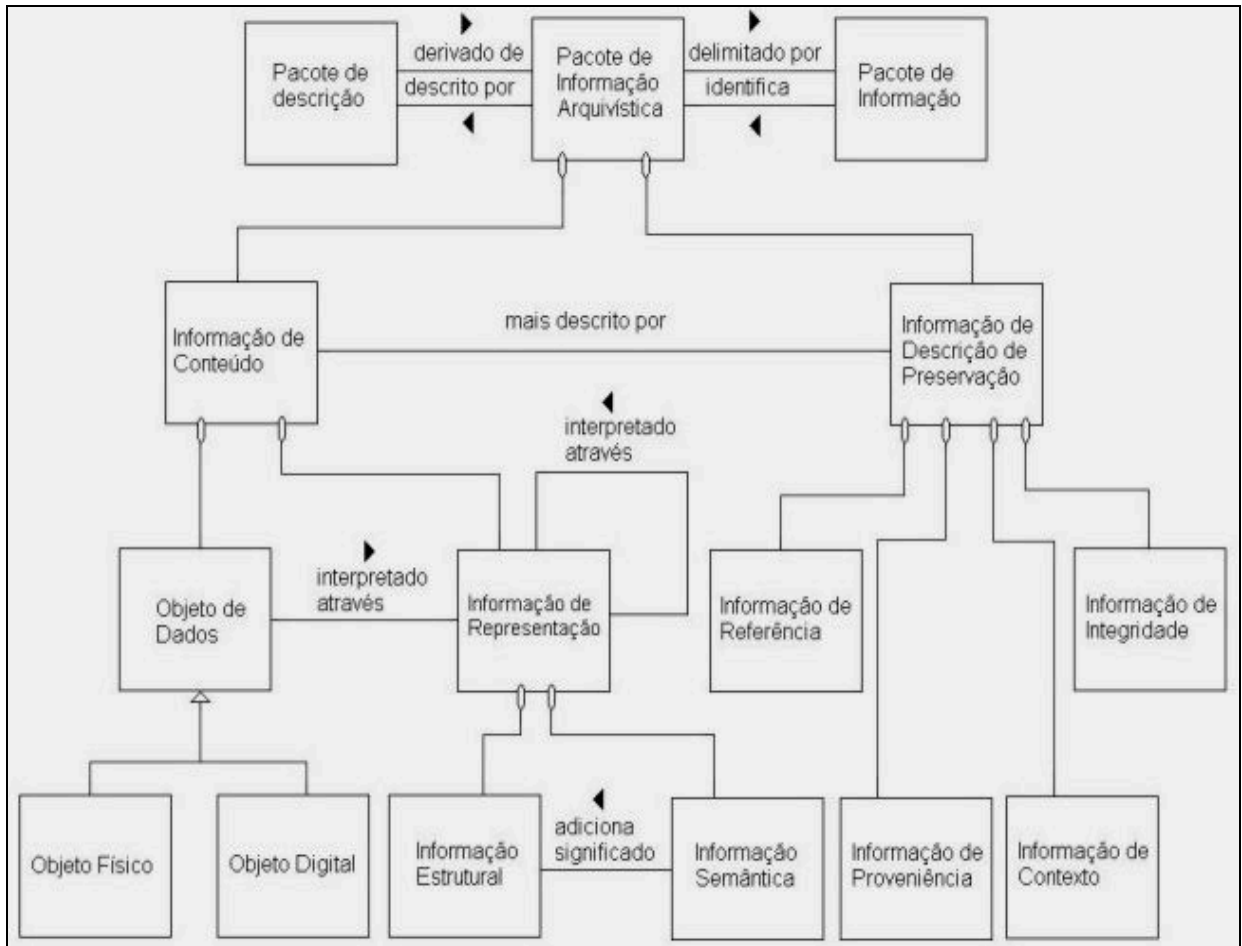 Pacote de
descrição
derivado de
descrito por
Pacote de
Informação
Arquivística
delimitado por
identifica
Pacote de
Informação
Informação de
Conteúdo
mais descrito por
Informação de
Descrição de
Preservação
interpretado
através
Objeto de
Dados
interpretado
através
Informação de
Representação
Informação de
Referência
Informação de
Integridade
Objeto Físico
Objeto Digital
Informação
Estrutural
adiciona
significado
Informação
Semântica
Informação de
Proveniência
Informação de
Contexto